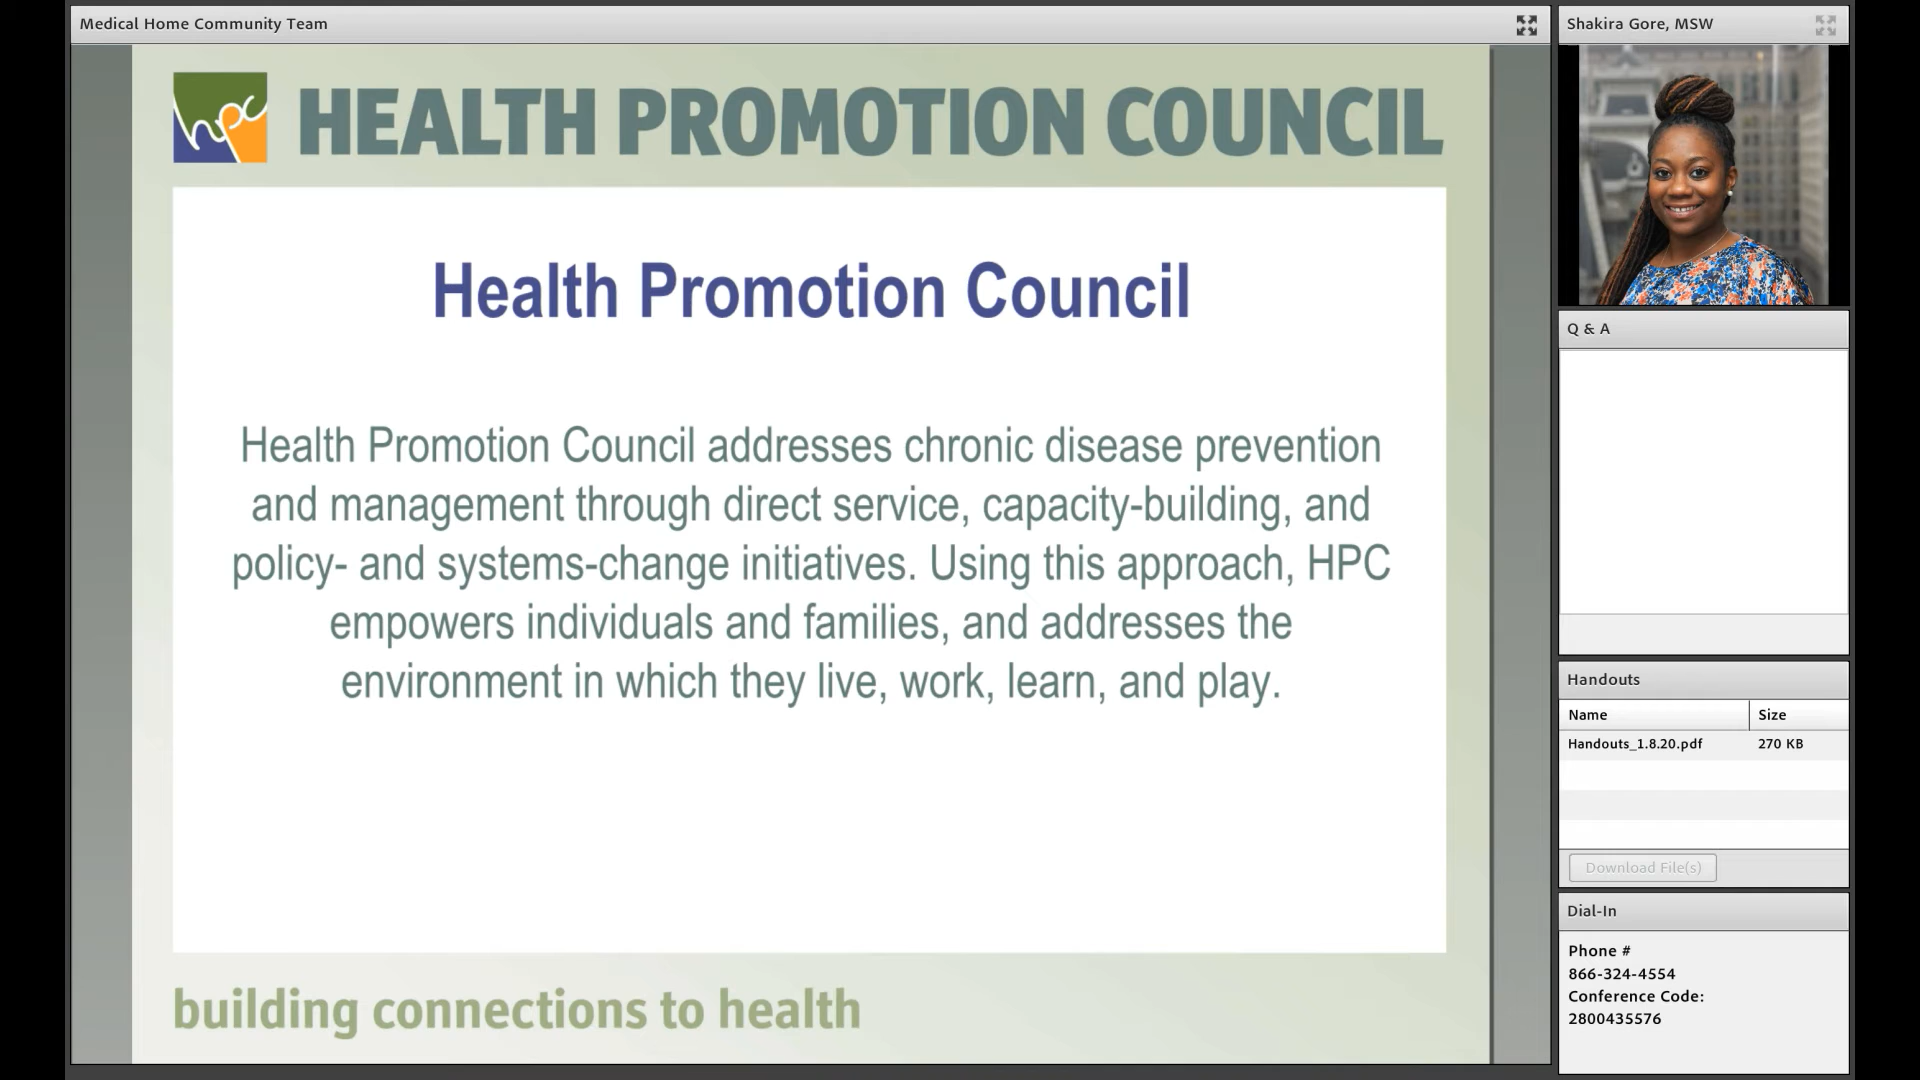 Medical Home Community Team
hpc
HEALTH PROMOTION COUNCIL
Health Promotion Council
Health Promotion Council addresses chronic disease prevention
and management through direct service, capacity-building, and
policy- and systems-change initiatives. Using this approach, HPC
empowers individuals and families, and addresses the
environment in which they live, work, learn, and play.
building connections to health
Shakira Gore, MSW
Q & A
Handouts
Name Size
Handouts_1.8.20.pdf 270 KB
Download File(s)
Dial-In
Phone #
866-324-4554
Conference Code:
2800435576